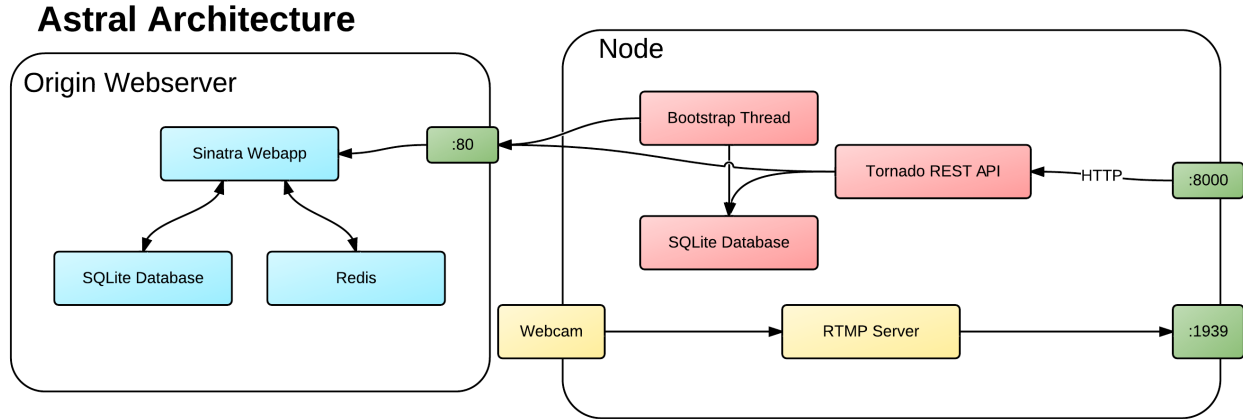 Astral Architecture
Origin Webserver
Node
Bootstrap Thread
Sinatra Webapp
:80
Tornado REST API
HTTP
:8000
SQLite Database
SQLite Database
Redis
Webcam
RTMP Server
:1939